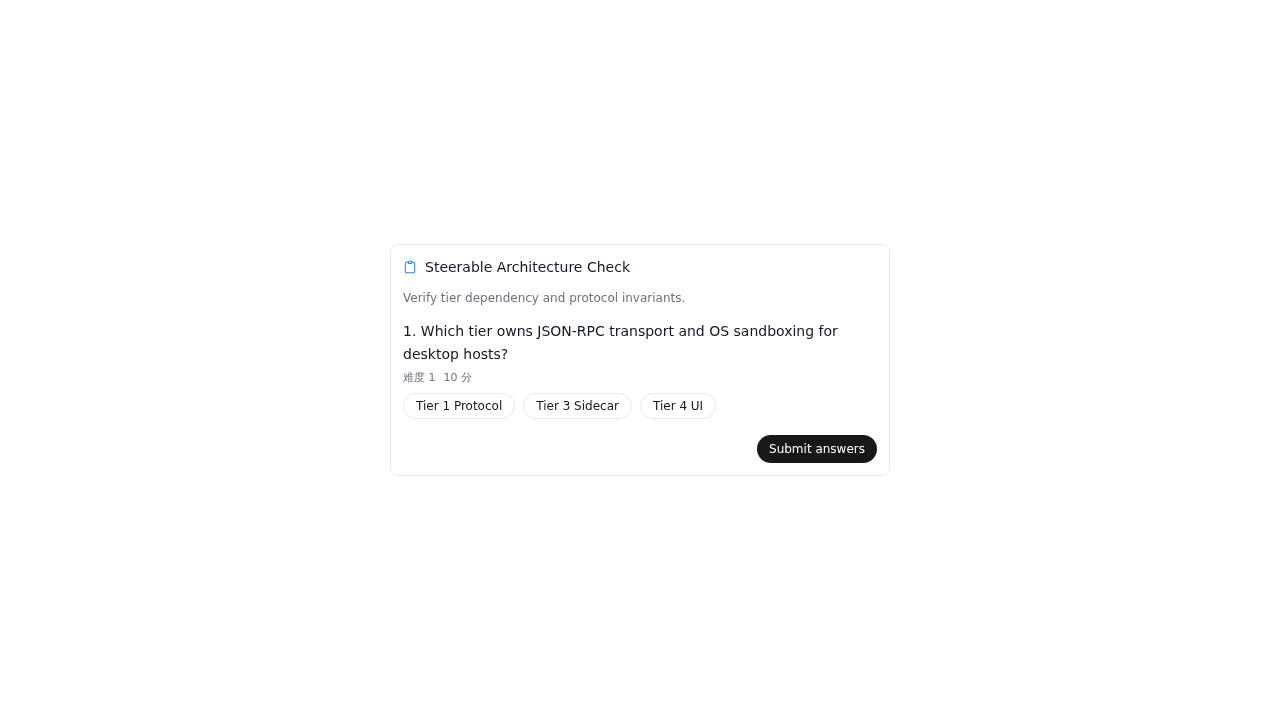 Steerable Architecture Check
Verify tier dependency and protocol invariants.
1. Which tier owns JSON-RPC transport and OS sandboxing for
desktop hosts?
难度 1 10 分
Tier 1 Protocol Tier 3 Sidecar Tier 4 UI
Submit answers